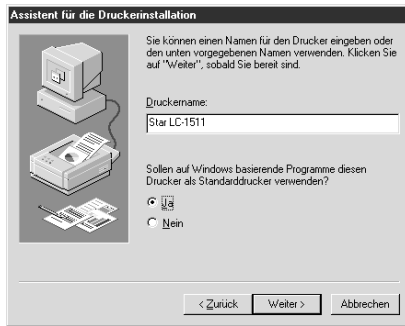 Assistent für die Druckerinstallation
Sie können einen Namen für den Drucker eingeben oder
den unten vorgegebenen Namen verwenden. Klicken Sie
auf "Weiter", sobald Sie bereit sind.
Druckername:
Star LC-1511
Sollen auf Windows basierende Programme diesen
Drucker als Standarddrucker verwenden?
Ja
Nein
< Zurück Weiter > Abbrechen